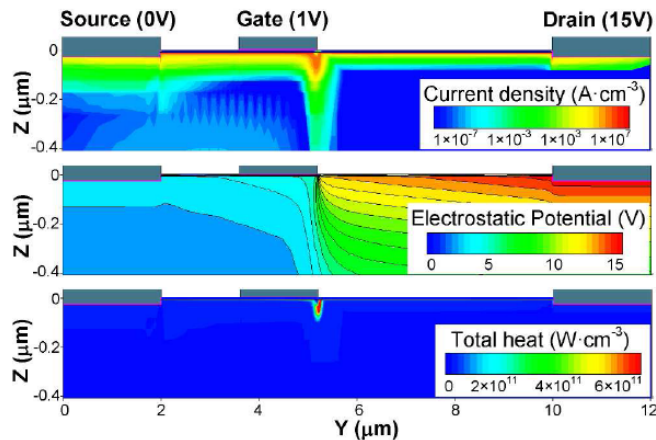 Source (0V) Gate (1V) Drain (15V)
0
-0.2
-0.4
Z (μm)
Current density (A·cm⁻³)
1×10⁻⁷ 1×10⁻³ 1×10³ 1×10⁷
0
-0.2
-0.4
Z (μm)
Electrostatic Potential (V)
0 5 10 15
0
-0.2
-0.4
Z (μm)
Total heat (W·cm⁻³)
0 2×10¹¹ 4×10¹¹ 6×10¹¹
0 2 4 6 8 10 12
Y (μm)